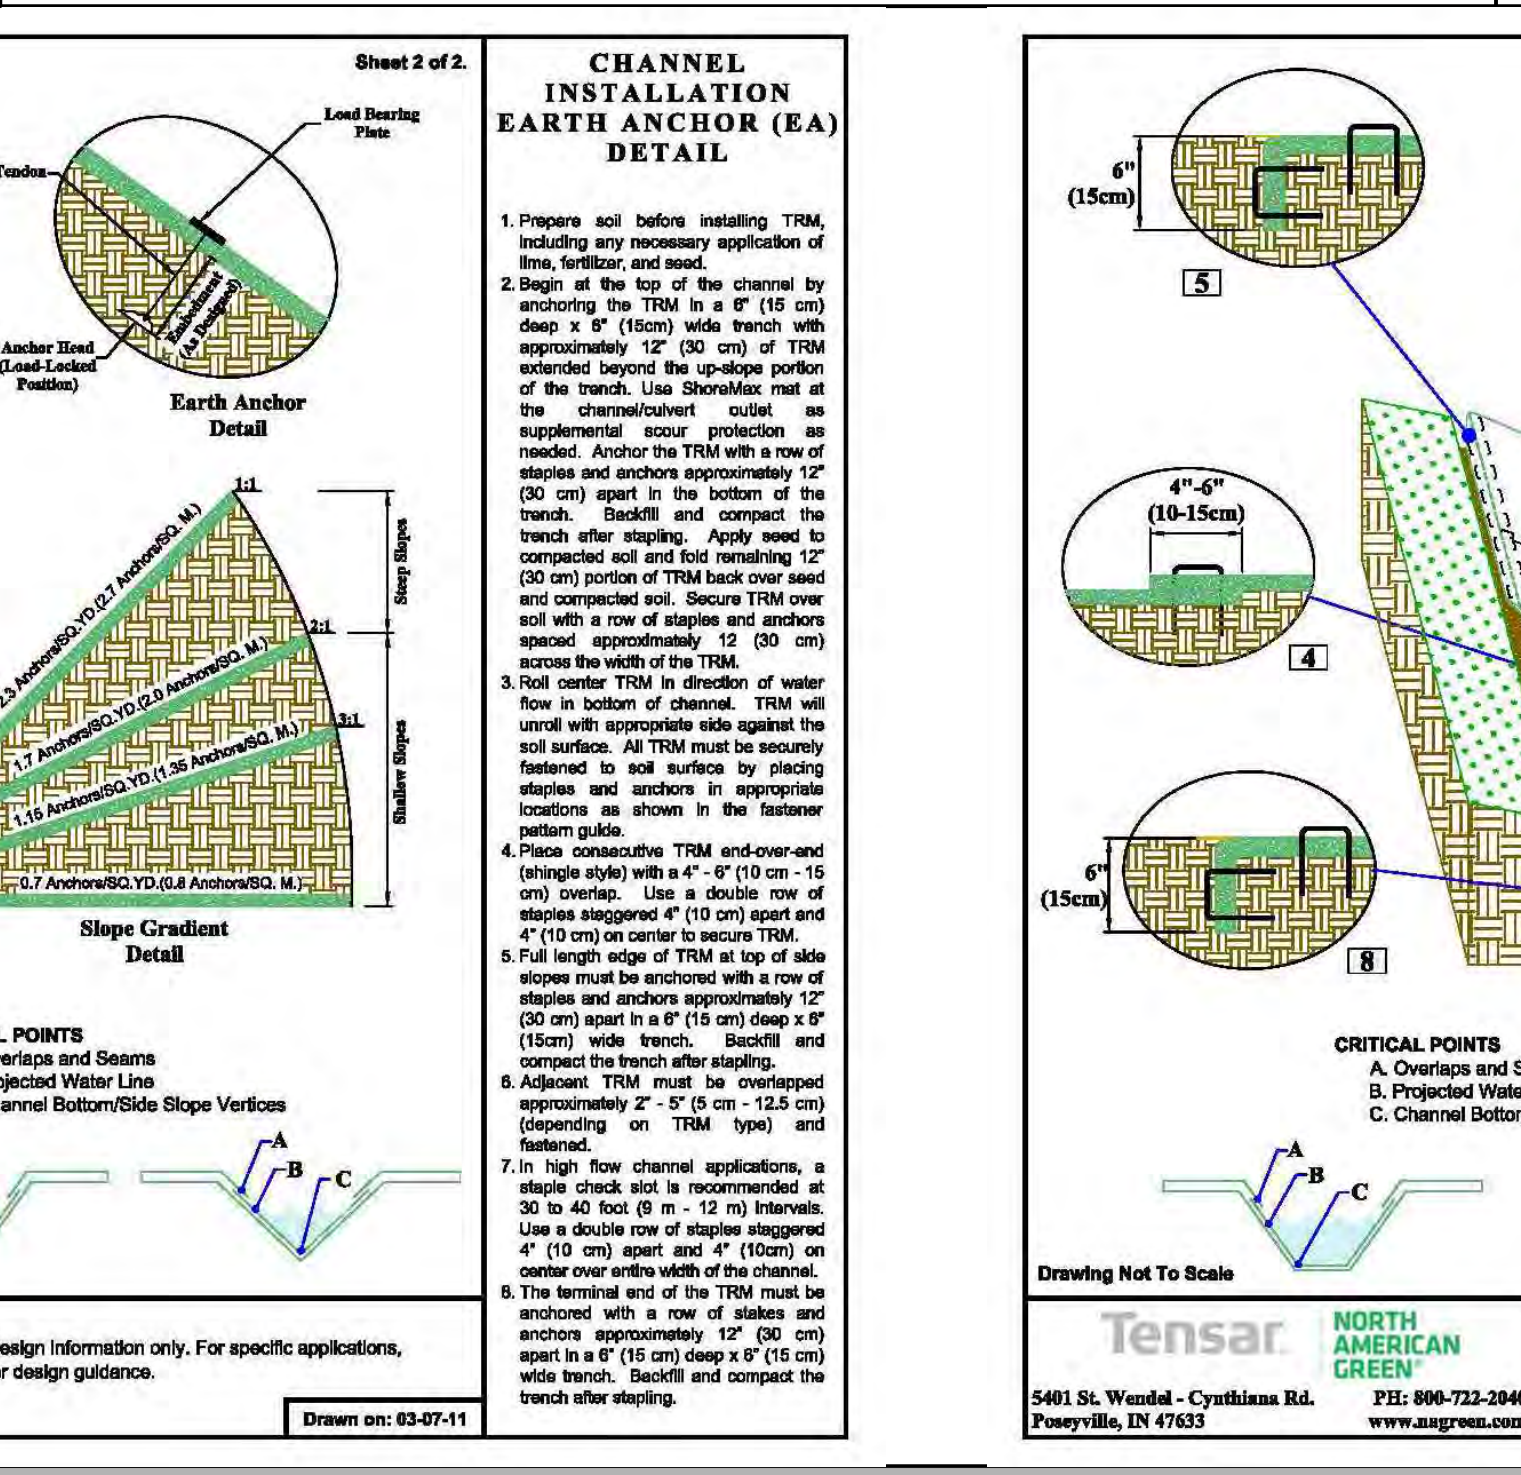 Sheet 2 of 2.
Load Bearing
Plate
Tendon
Embedment
(As Designed)
Anchor Head
(Load-Locked
Position)
Earth Anchor
Detail
1:1
2.3 Anchors/SQ.YD.(2.7 Anchors/SQ. M.)
Steep Slopes
2:1
1.7 Anchors/SQ.YD.(2.0 Anchors/SQ. M.)
3:1
1.15 Anchors/SQ.YD.(1.35 Anchors/SQ. M.)
Shallow Slopes
0.7 Anchors/SQ.YD.(0.8 Anchors/SQ. M.)
Slope Gradient
Detail
POINTS
and Seams
Water Line
Bottom/Side Slope Vertices
A
B
C
information only. For specific applications,
design guidance.
Drawn on: 03-07-11
CHANNEL
INSTALLATION
EARTH ANCHOR (EA)
DETAIL
1. Prepare soil before installing TRM,
including any necessary application of
lime, fertilizer, and seed.
2. Begin at the top of the channel by
anchoring the TRM in a 6" (15 cm)
deep x 6" (15cm) wide trench with
approximately 12" (30 cm) of TRM
extended beyond the up-slope portion
of the trench. Use ShoreMax mat at
the channel/culvert outlet as
supplemental scour protection as
needed. Anchor the TRM with a row of
staples and anchors approximately 12"
(30 cm) apart in the bottom of the
trench. Backfill and compact the
trench after stapling. Apply seed to
compacted soil and fold remaining 12"
(30 cm) portion of TRM back over seed
and compacted soil. Secure TRM over
soil with a row of staples and anchors
spaced approximately 12 (30 cm)
across the width of the TRM.
3. Roll center TRM in direction of water
flow in bottom of channel. TRM will
unroll with appropriate side against the
soil surface. All TRM must be securely
fastened to soil surface by placing
staples and anchors in appropriate
locations as shown in the fastener
pattern guide.
4. Place consecutive TRM end-over-end
(shingle style) with a 4" - 6" (10 cm - 15
cm) overlap. Use a double row of
staples staggered 4" (10 cm) apart and
4" (10 cm) on center to secure TRM.
5. Full length edge of TRM at top of side
slopes must be anchored with a row of
staples and anchors approximately 12"
(30 cm) apart in a 6" (15 cm) deep x 6"
(15cm) wide trench. Backfill and
compact the trench after stapling.
6. Adjacent TRM must be overlapped
approximately 2" - 5" (5 cm - 12.5 cm)
(depending on TRM type) and
fastened.
7. In high flow channel applications, a
staple check slot is recommended at
30 to 40 foot (9 m - 12 m) intervals.
Use a double row of staples staggered
4" (10 cm) apart and 4" (10cm) on
center over entire width of the channel.
8. The terminal end of the TRM must be
anchored with a row of stakes and
anchors approximately 12" (30 cm)
apart in a 6" (15 cm) deep x 6" (15 cm)
wide trench. Backfill and compact the
trench after stapling.
6"
(15cm)
5
4"-6"
(10-15cm)
4
6"
(15cm)
8
CRITICAL POINTS
A. Overlaps and
B. Projected
C. Channel
A
B
C
Drawing Not To Scale
Tensar
NORTH
AMERICAN
GREEN®
5401 St. Wendel - Cynthiana Rd.
Poseyville, IN 47633
PH: 800-722-2040
www.nagreen.com